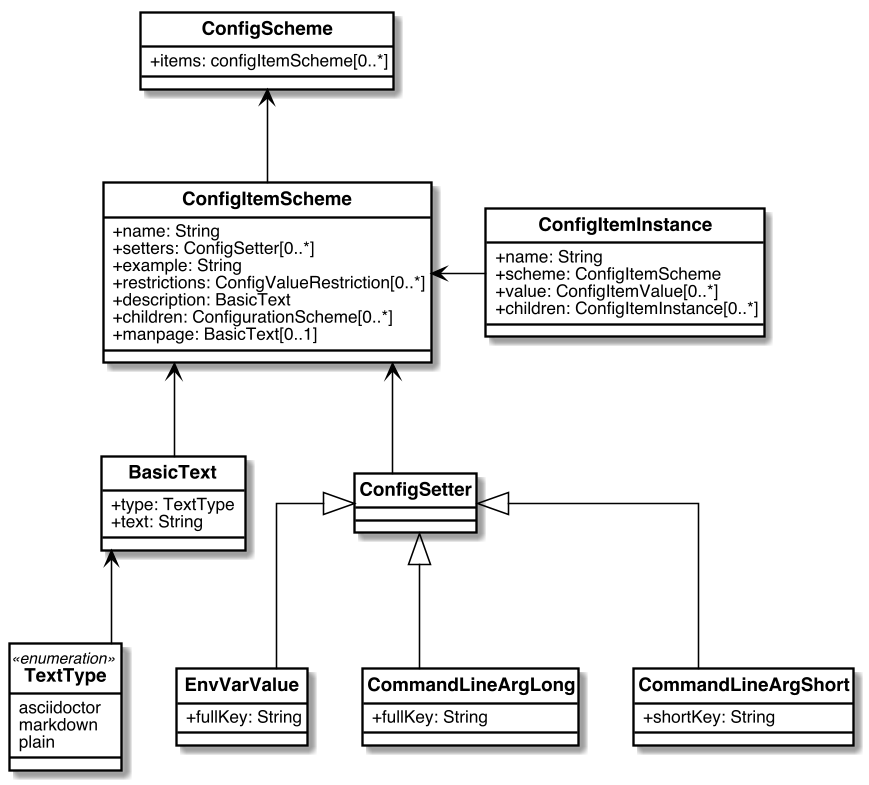 ConfigScheme
+items: configItemScheme[0..*]
ConfigItemScheme
+name: String
+setters: ConfigSetter[0..*]
+example: String
+restrictions: ConfigValueRestriction[0..*]
+description: BasicText
+children: ConfigurationScheme[0..*]
+manpage: BasicText[0..1]
ConfigItemInstance
+name: String
+scheme: ConfigItemScheme
+value: ConfigItemValue[0..*]
+children: ConfigItemInstance[0..*]
BasicText
+type: TextType
+text: String
ConfigSetter
«enumeration»
TextType
asciidoctor
markdown
plain
EnvVarValue
+fullKey: String
CommandLineArgLong
+fullKey: String
CommandLineArgShort
+shortKey: String